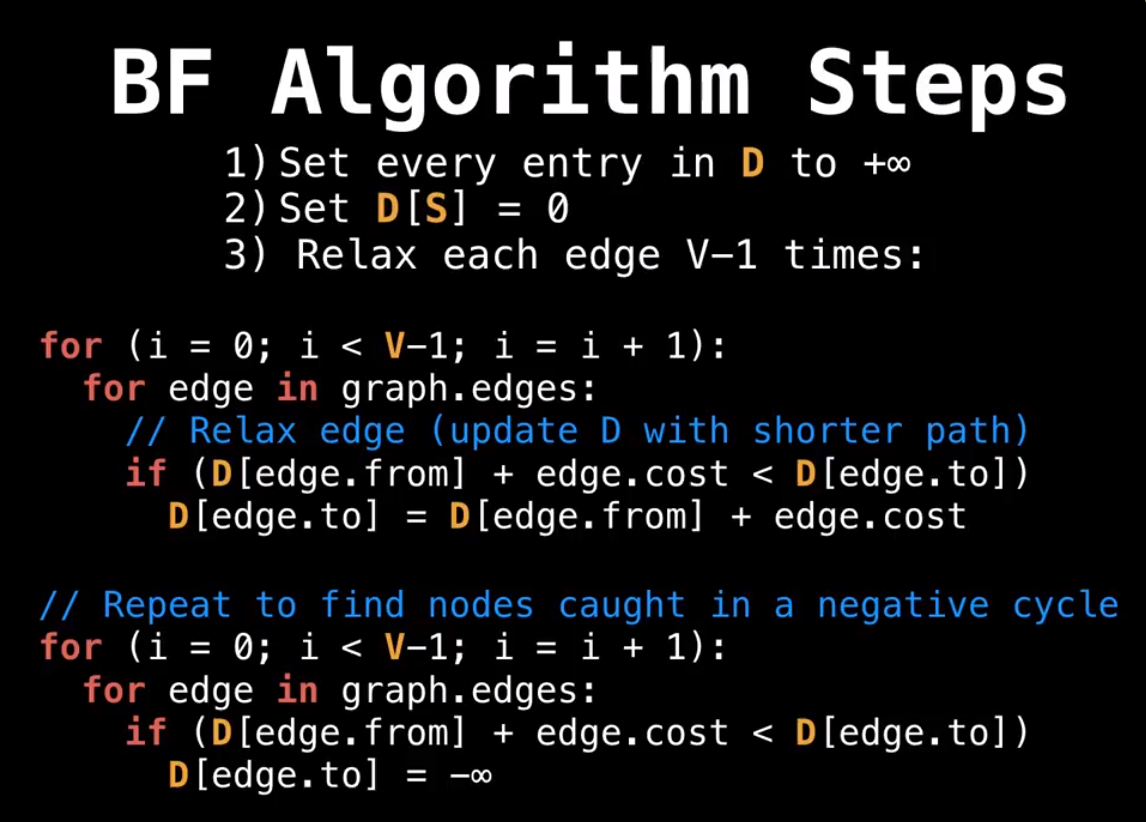 BF Algorithm Steps
1) Set every entry in D to +∞
2) Set D[S] = 0
3) Relax each edge V-1 times:
for (i = 0; i < V-1; i = i + 1):
for edge in graph.edges:
// Relax edge (update D with shorter path)
if (D[edge.from] + edge.cost < D[edge.to])
D[edge.to] = D[edge.from] + edge.cost
// Repeat to find nodes caught in a negative cycle
for (i = 0; i < V-1; i = i + 1):
for edge in graph.edges:
if (D[edge.from] + edge.cost < D[edge.to])
D[edge.to] = -∞